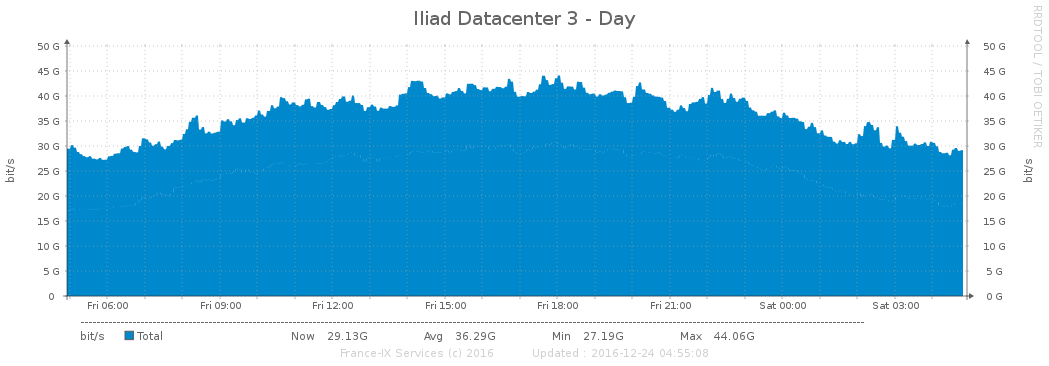 Iliad Datacenter 3 - Day
RRDTOOL / TOBI OETIKER
50 G 50 G
45 G 45 G
40 G 40 G
35 G 35 G
30 G 30 G
25 G 25 G
20 G 20 G
15 G 15 G
10 G 10 G
5 G 5 G
0 0 G
bit/s bit/s
Fri 06:00 Fri 09:00 Fri 12:00 Fri 15:00 Fri 18:00 Fri 21:00 Sat 00:00 Sat 03:00
bit/s Total Now 29.13G Avg 36.29G Min 27.19G Max 44.06G
France-IX Services (c) 2016 Updated : 2016-12-24 04:55:08